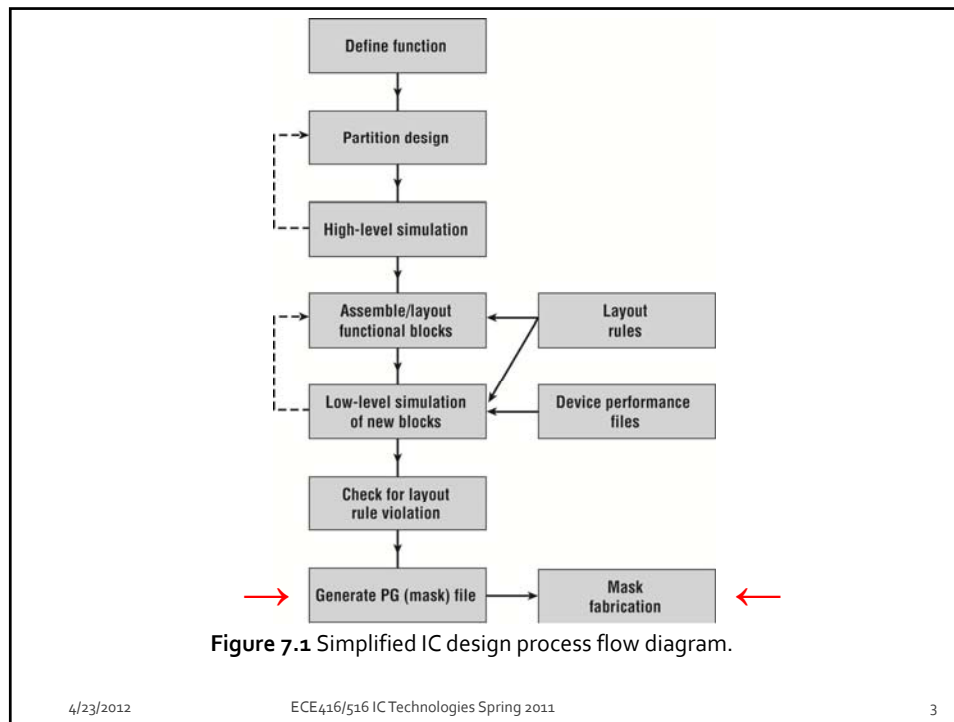 Define function
Partition design
High-level simulation
Assemble/layout
functional blocks
Layout
rules
Low-level simulation
of new blocks
Device performance
files
Check for layout
rule violation
Generate PG (mask) file
Mask
fabrication
Figure 7.1 Simplified IC design process flow diagram.
4/23/2012
ECE416/516 IC Technologies Spring 2011
3